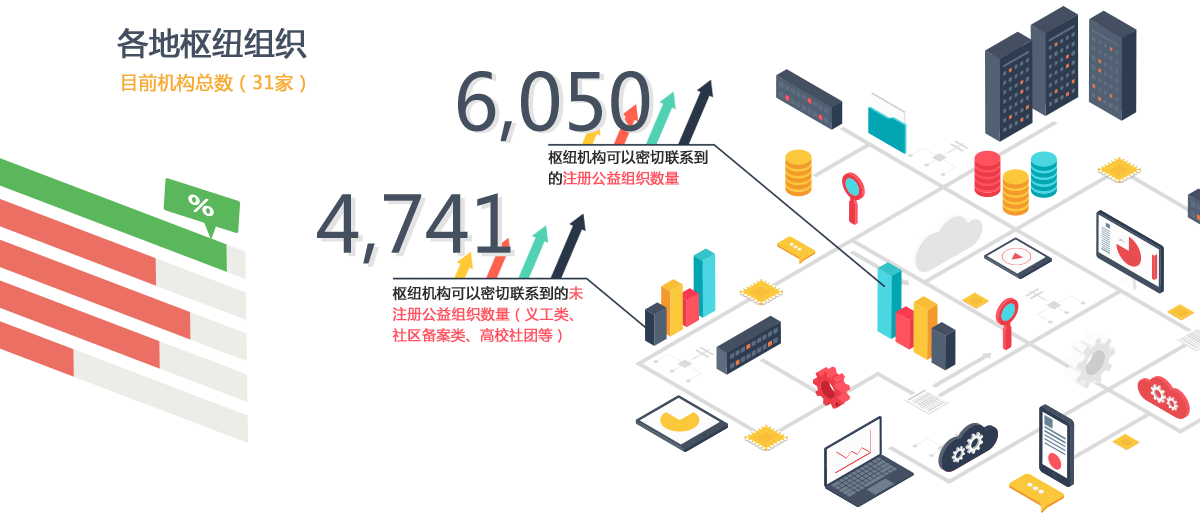 各地枢纽组织
目前机构总数（31家）
6,050
枢纽机构可以密切联系到
的注册公益组织数量
%
4,741
枢纽机构可以密切联系到的未
注册公益组织数量（义工类、
社区备案类、高校社团等）